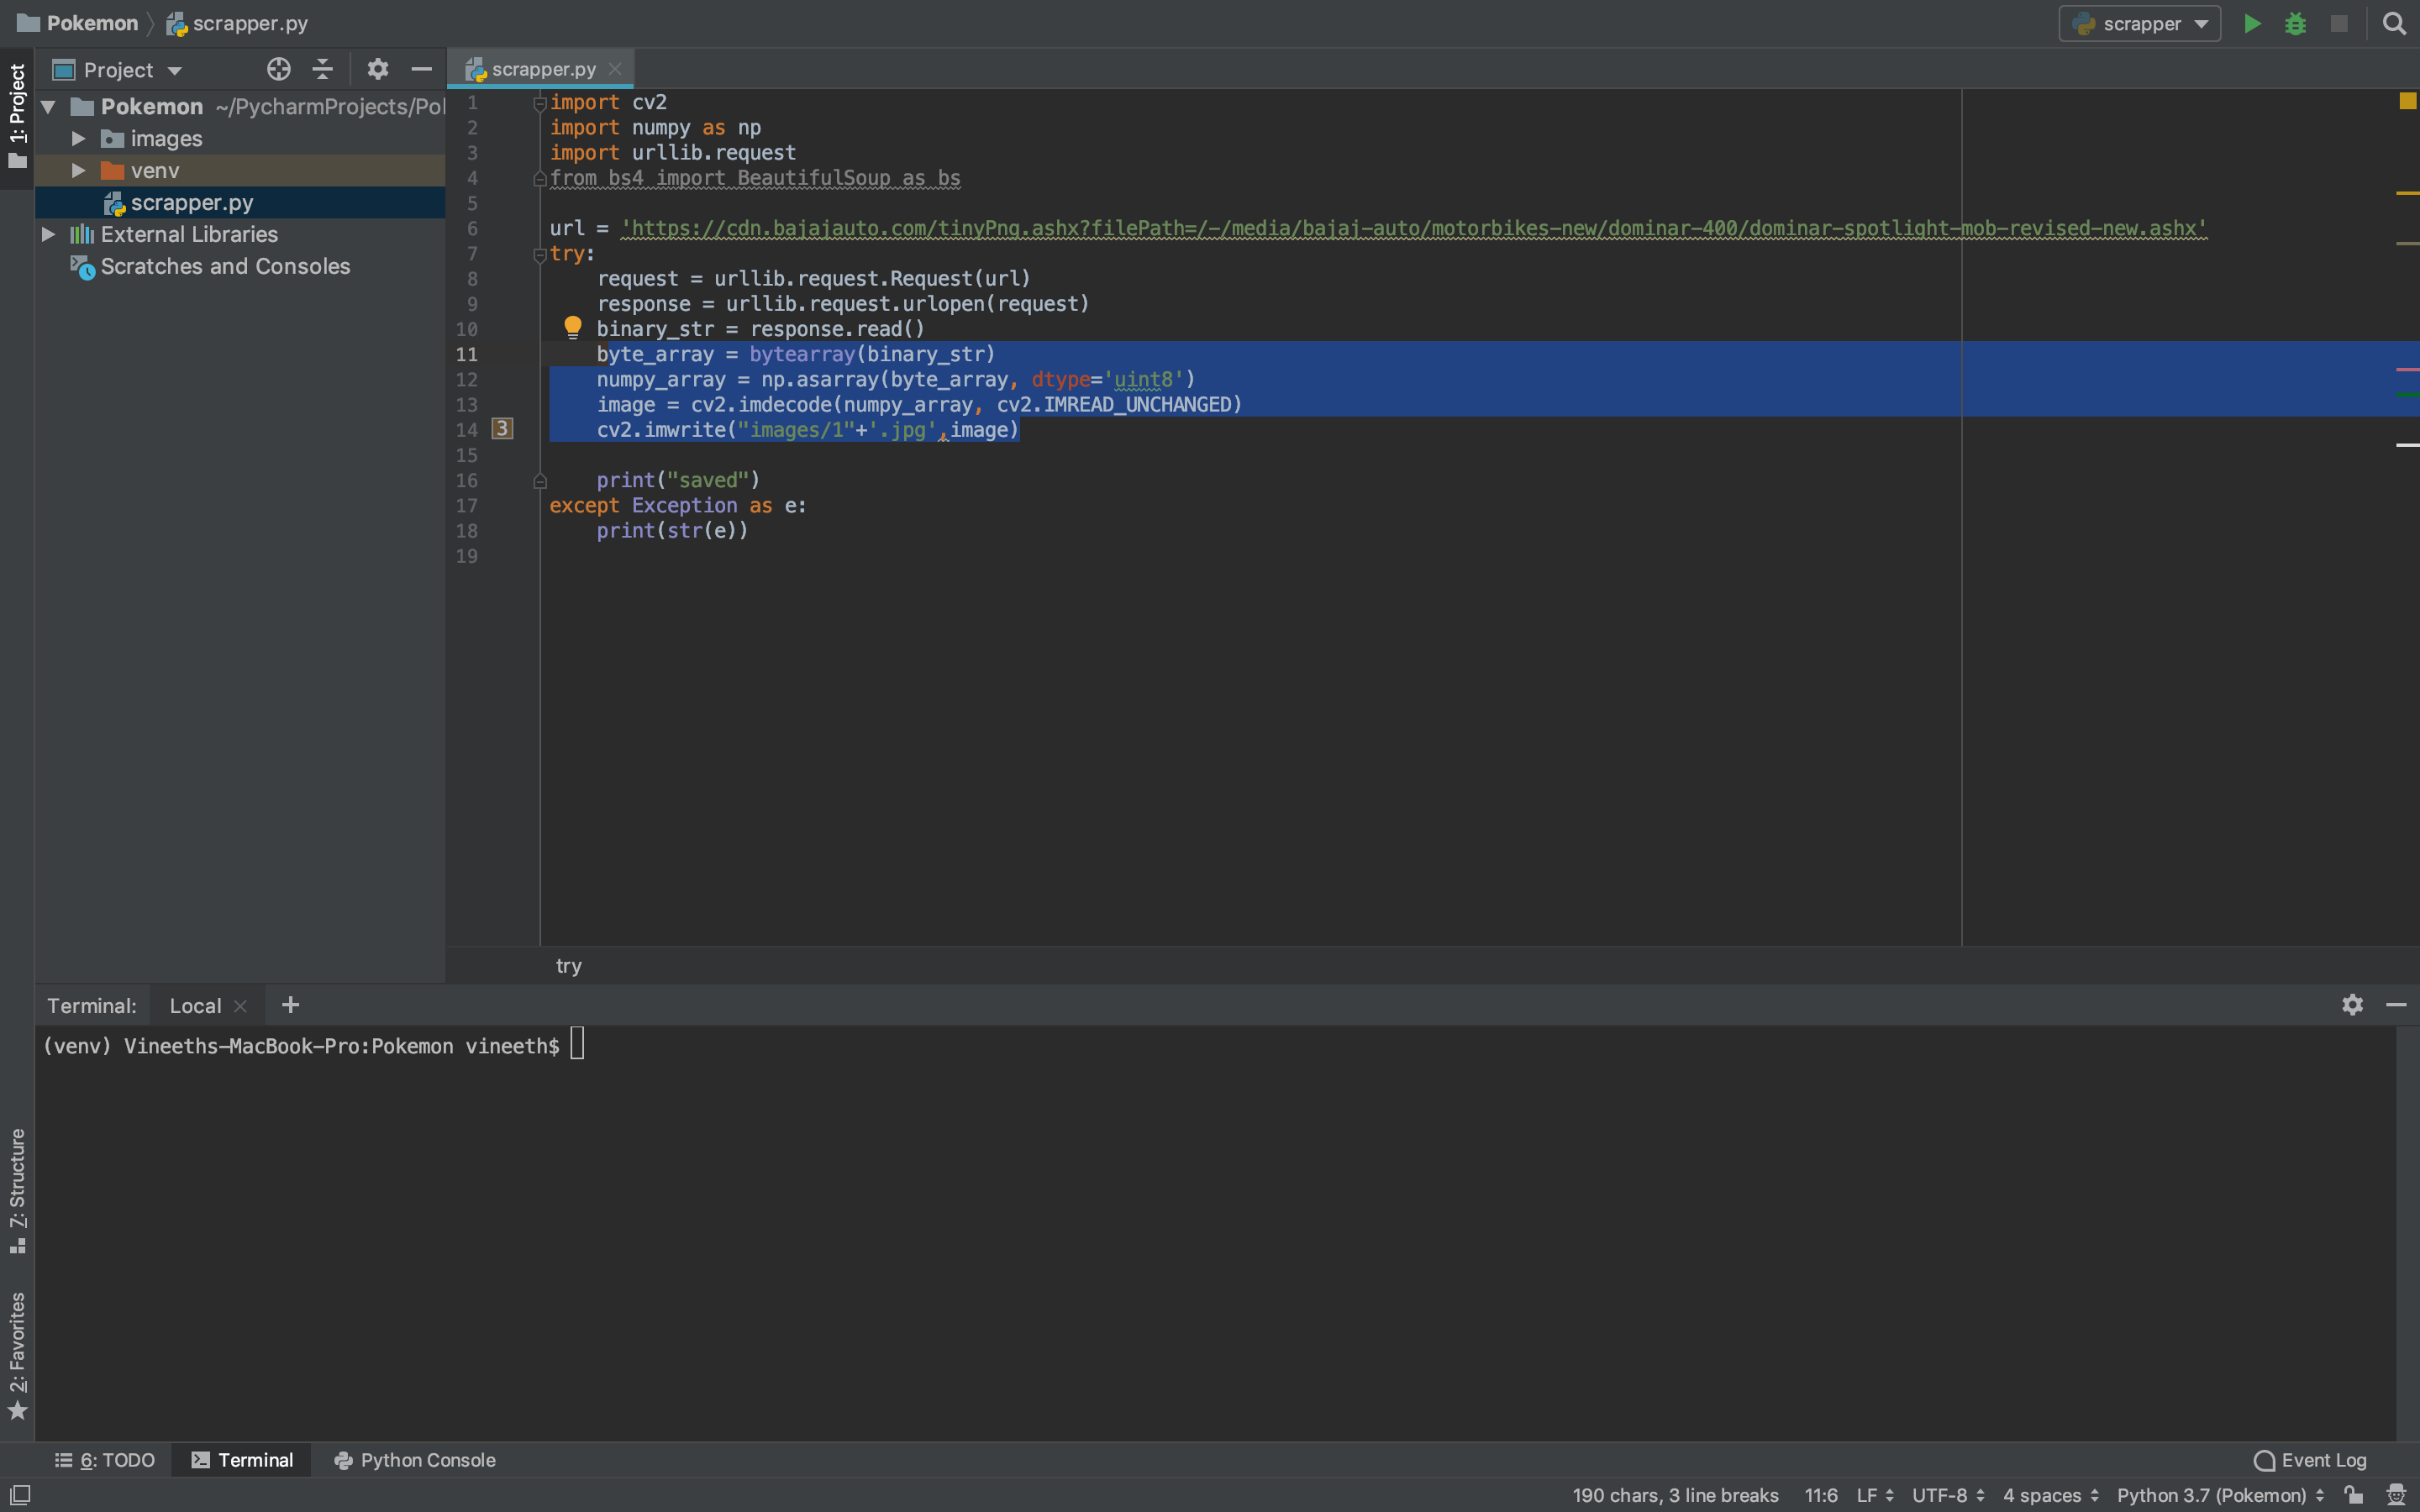 Pokemon scrapper.py
scrapper
1: Project
Project
Pokemon ~/PycharmProjects/Pol
images
venv
scrapper.py
External Libraries
Scratches and Consoles
scrapper.py
1 import cv2
2 import numpy as np
3 import urllib.request
4 from bs4 import BeautifulSoup as bs
5
6 url = 'https://cdn.bajajauto.com/tinyPng.ashx?filePath=/-/media/bajaj-auto/motorbikes-new/dominar-400/dominar-spotlight-mob-revised-new.ashx'
7 try:
8 request = urllib.request.Request(url)
9 response = urllib.request.urlopen(request)
10 binary_str = response.read()
11 byte_array = bytearray(binary_str)
12 numpy_array = np.asarray(byte_array, dtype='uint8')
13 image = cv2.imdecode(numpy_array, cv2.IMREAD_UNCHANGED)
14 3 cv2.imwrite("images/1"+'.jpg',image)
15
16 print("saved")
17 except Exception as e:
18 print(str(e))
19
try
Terminal: Local
(venv) Vineeths-MacBook-Pro:Pokemon vineeth$
7: Structure
2: Favorites
6: TODO Terminal Python Console Event Log
190 chars, 3 line breaks 11:6 LF UTF-8 4 spaces Python 3.7 (Pokemon)